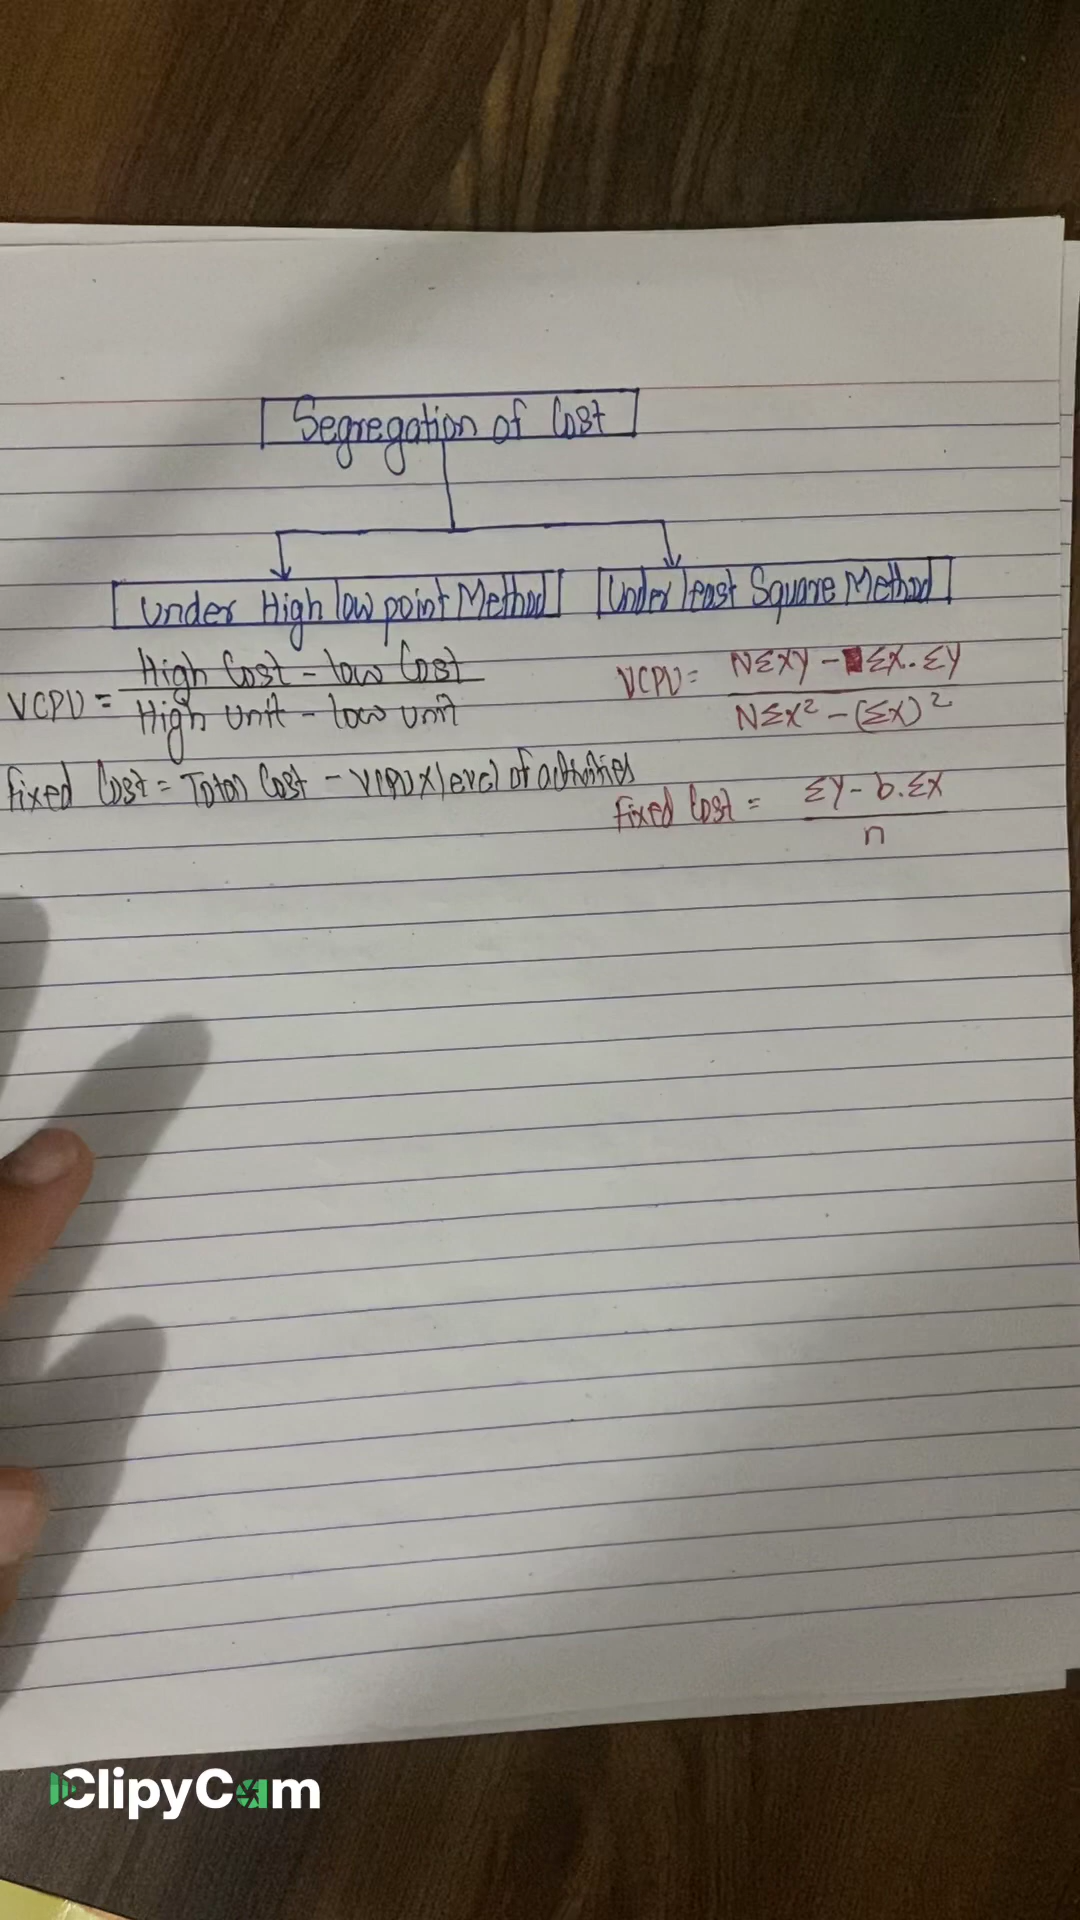 Segregation of Cost
Under High low point Method
Under least Square Method
VCPU = High Cost - low Cost / High Unit - low unit
VCPU = NΣXY - ΣX.ΣY / NΣX² - (ΣX)²
fixed Cost = Total Cost - VCPU X level of activities
fixed Cost = ΣY - b.ΣX / n
ClipyCam